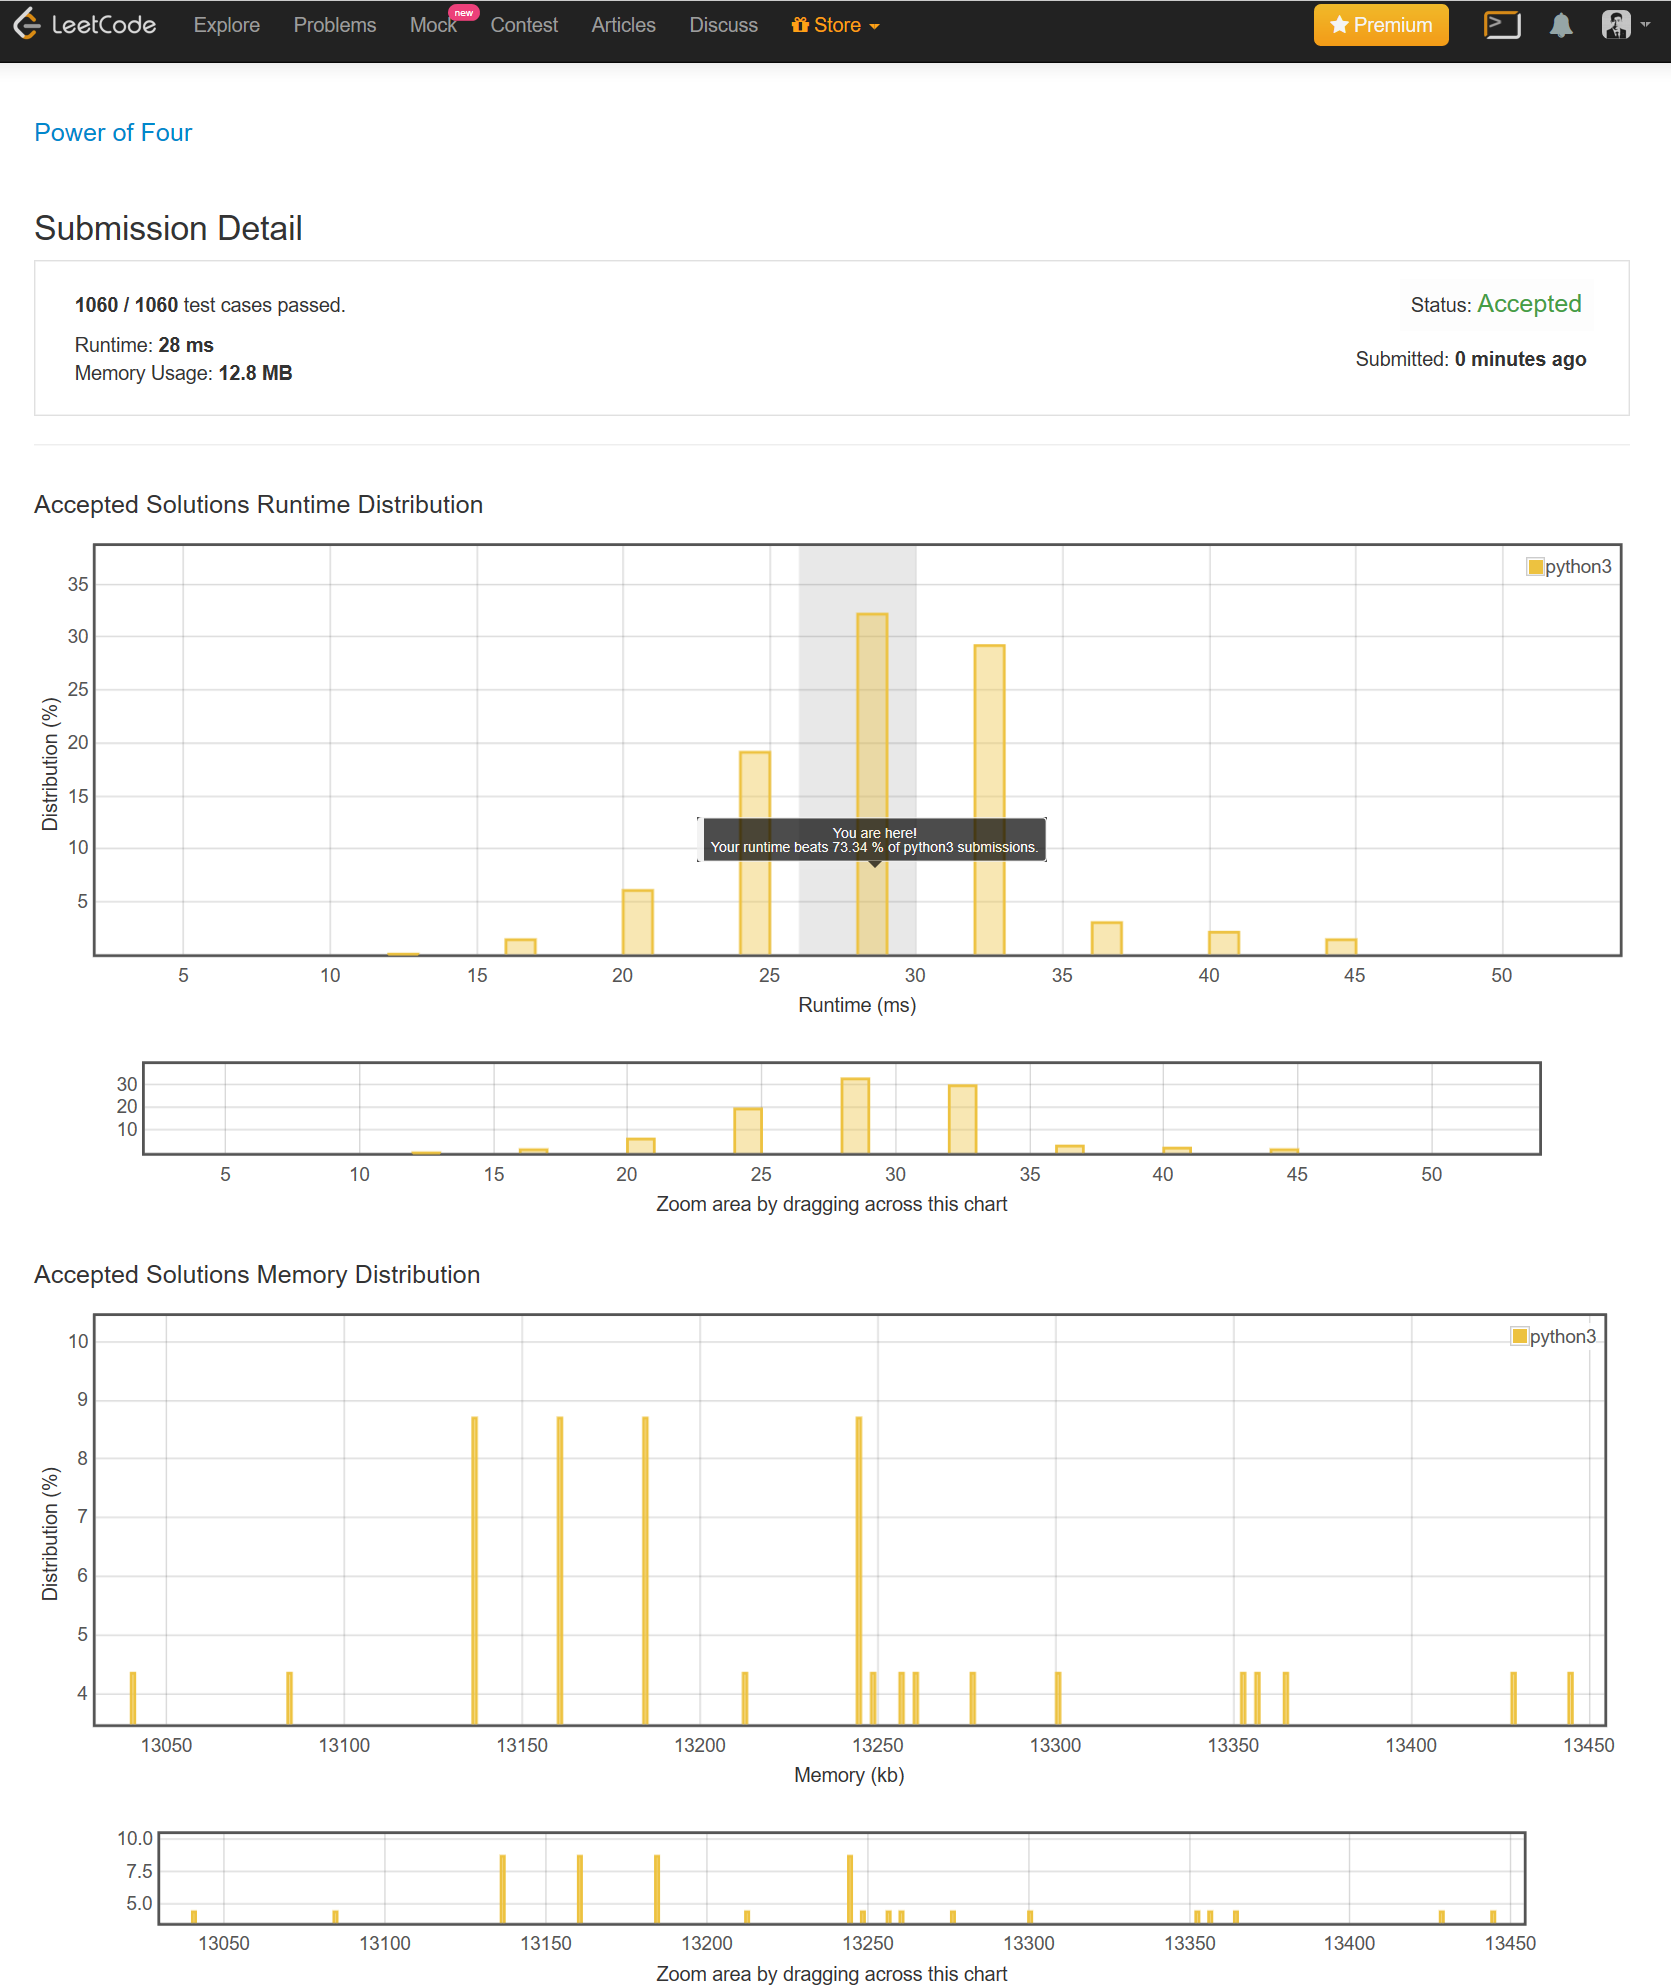 LeetCode Explore Problems Mock new Contest Articles Discuss Store Premium
Power of Four
Submission Detail
1060 / 1060 test cases passed.
Status: Accepted
Runtime: 28 ms
Submitted: 0 minutes ago
Memory Usage: 12.8 MB
Accepted Solutions Runtime Distribution
python3
35
30
25
20
15
10
5
Distribution (%)
You are here!
Your runtime beats 73.34 % of python3 submissions.
5 10 15 20 25 30 35 40 45 50
Runtime (ms)
30
20
10
5 10 15 20 25 30 35 40 45 50
Zoom area by dragging across this chart
Accepted Solutions Memory Distribution
python3
10
9
8
7
6
5
4
Distribution (%)
13050 13100 13150 13200 13250 13300 13350 13400 13450
Memory (kb)
10.0
7.5
5.0
13050 13100 13150 13200 13250 13300 13350 13400 13450
Zoom area by dragging across this chart